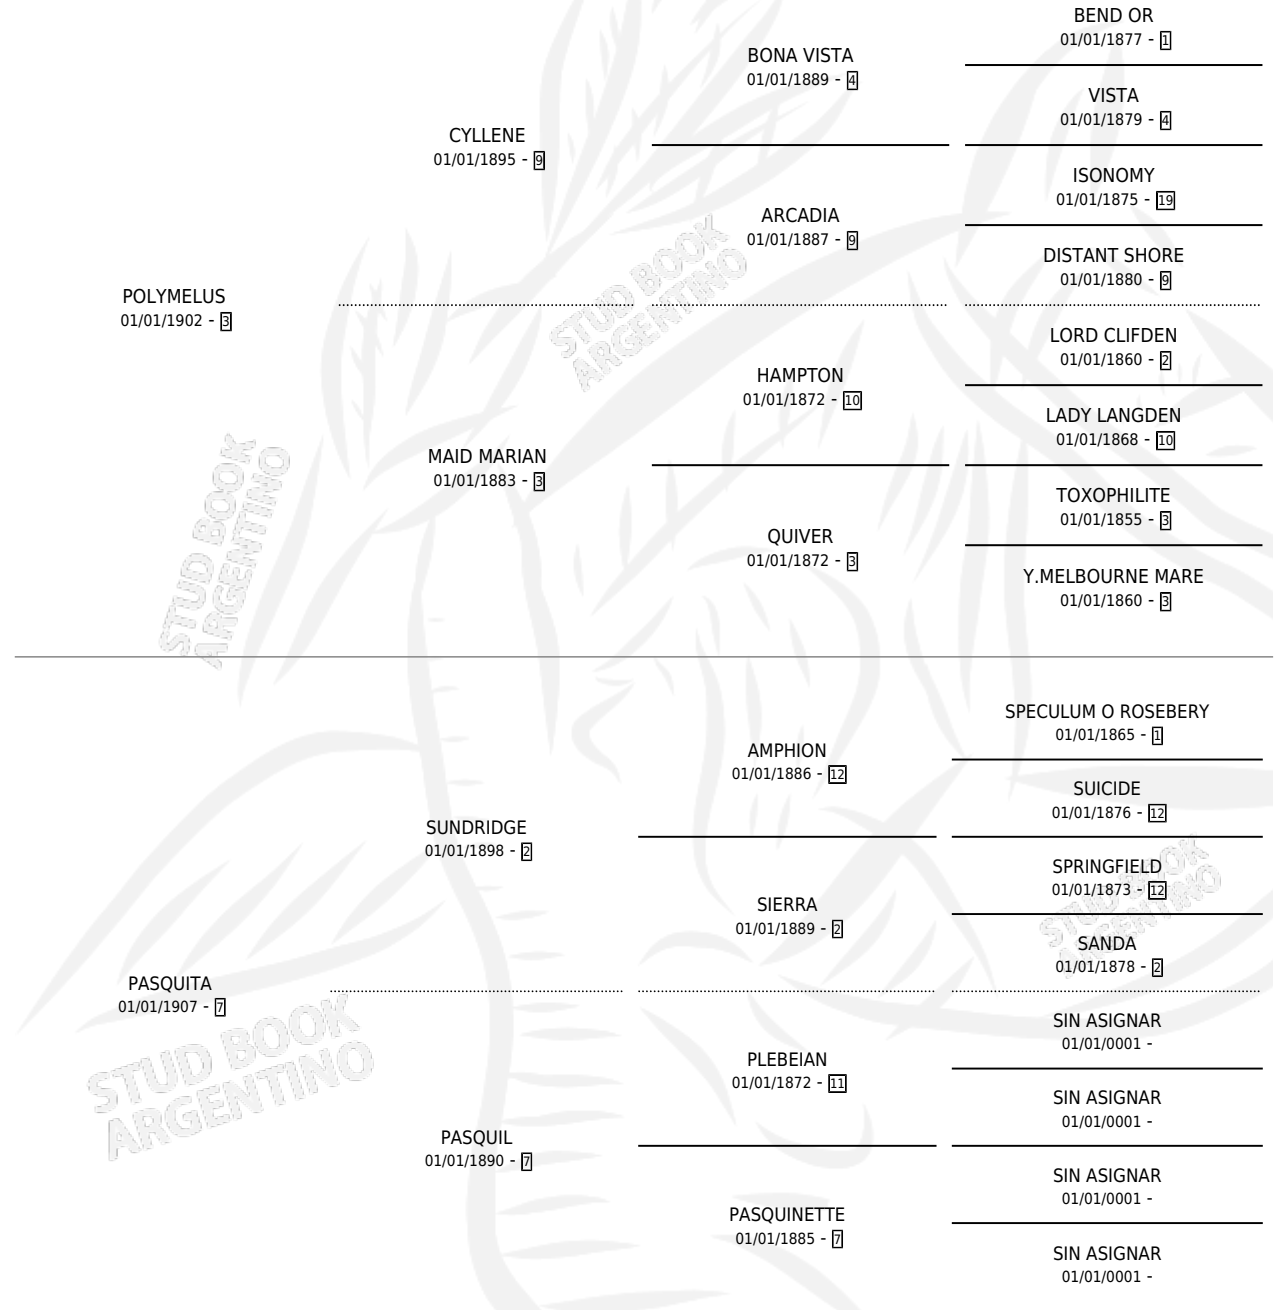 BEND OR
01/01/1877 - 1
BONA VISTA
01/01/1889 - 4
VISTA
01/01/1879 - 4
CYLLENE
01/01/1895 - 9
ISONOMY
01/01/1875 - 19
ARCADIA
01/01/1887 - 9
DISTANT SHORE
01/01/1880 - 9
POLYMELUS
01/01/1902 - 3
LORD CLIFDEN
01/01/1860 - 2
HAMPTON
01/01/1872 - 10
LADY LANGDEN
01/01/1868 - 10
MAID MARIAN
01/01/1883 - 3
TOXOPHILITE
01/01/1855 - 3
QUIVER
01/01/1872 - 3
Y.MELBOURNE MARE
01/01/1860 - 3
STUD BOOK
ARGENTINO
STUD BOOK
ARGENTINO
SPECULUM O ROSEBERY
01/01/1865 - 1
AMPHION
01/01/1886 - 12
SUICIDE
01/01/1876 - 12
SUNDRIDGE
01/01/1898 - 2
SPRINGFIELD
01/01/1873 - 12
SIERRA
01/01/1889 - 2
SANDA
01/01/1878 - 2
PASQUITA
01/01/1907 - 7
SIN ASIGNAR
01/01/0001 -
PLEBEIAN
01/01/1872 - 11
SIN ASIGNAR
01/01/0001 -
PASQUIL
01/01/1890 - 7
SIN ASIGNAR
01/01/0001 -
PASQUINETTE
01/01/1885 - 7
SIN ASIGNAR
01/01/0001 -
STUD BOOK
ARGENTINO
STUD BOOK
ARGENTINO